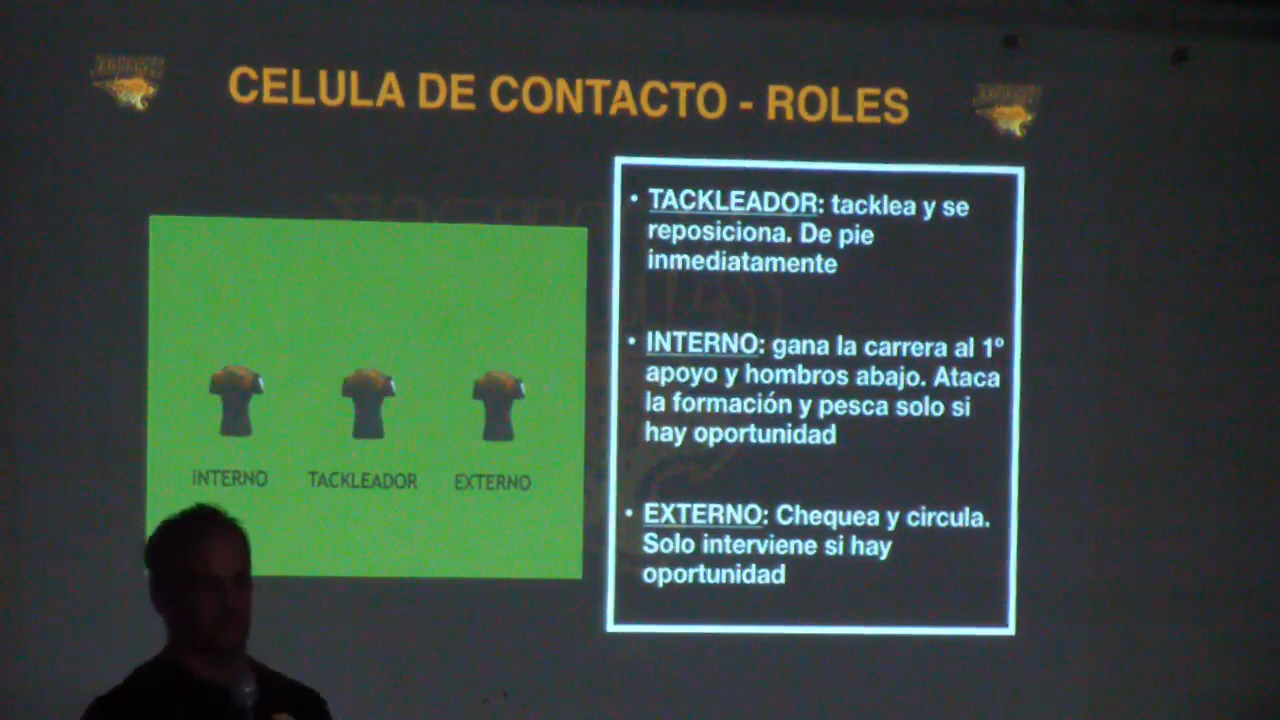 JAGUARES
CELULA DE CONTACTO - ROLES
• TACKLEADOR: tacklea y se
reposiciona. De pie
inmediatamente
• INTERNO: gana la carrera al 1º
apoyo y hombros abajo. Ataca
la formación y pesca solo si
hay oportunidad
• EXTERNO: Chequea y circula.
Solo interviene si hay
oportunidad
INTERNO TACKLEADOR EXTERNO